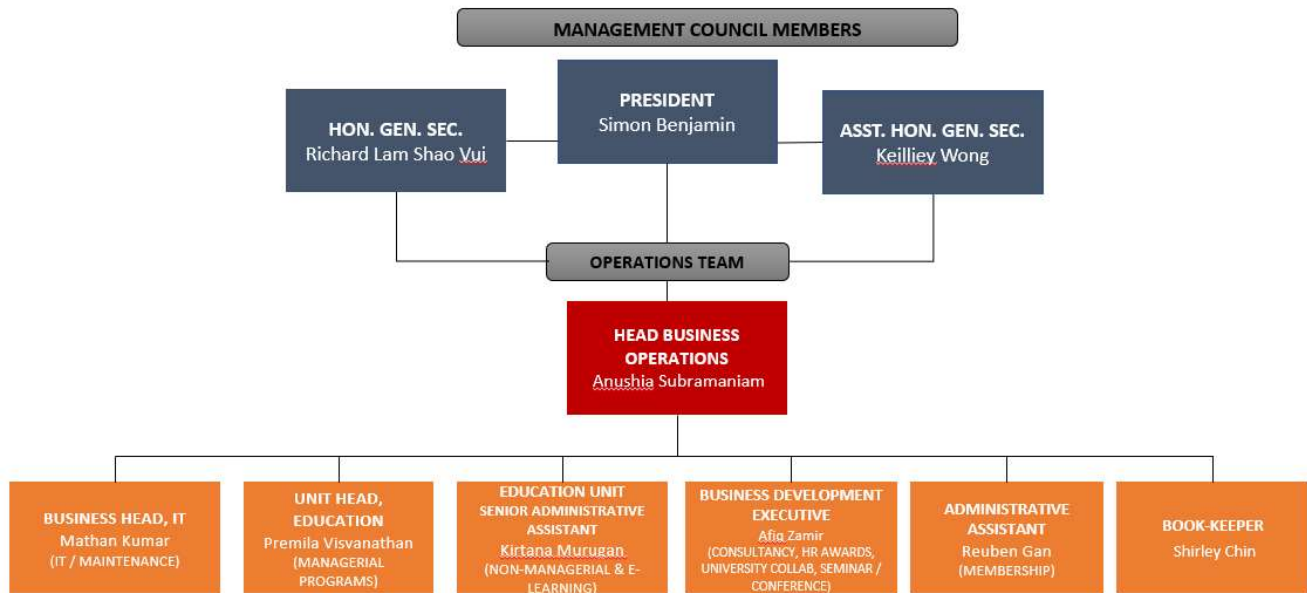 MANAGEMENT COUNCIL MEMBERS
PRESIDENT
Simon Benjamin
HON. GEN. SEC.
Richard Lam Shao Vui
ASST. HON. GEN. SEC.
Keilliey Wong
OPERATIONS TEAM
HEAD BUSINESS
OPERATIONS
Anushia Subramaniam
BUSINESS HEAD, IT
Mathan Kumar
(IT / MAINTENANCE)
UNIT HEAD,
EDUCATION
Premila Visvanathan
(MANAGERIAL
PROGRAMS)
EDUCATION UNIT
SENIOR ADMINISTRATIVE
ASSISTANT
Kirtana Murugan
(NON-MANAGERIAL & E-
LEARNING)
BUSINESS DEVELOPMENT
EXECUTIVE
Afiq Zamir
(CONSULTANCY, HR AWARDS,
UNIVERSITY COLLAB, SEMINAR /
CONFERENCE)
ADMINISTRATIVE
ASSISTANT
Reuben Gan
(MEMBERSHIP)
BOOK-KEEPER
Shirley Chin